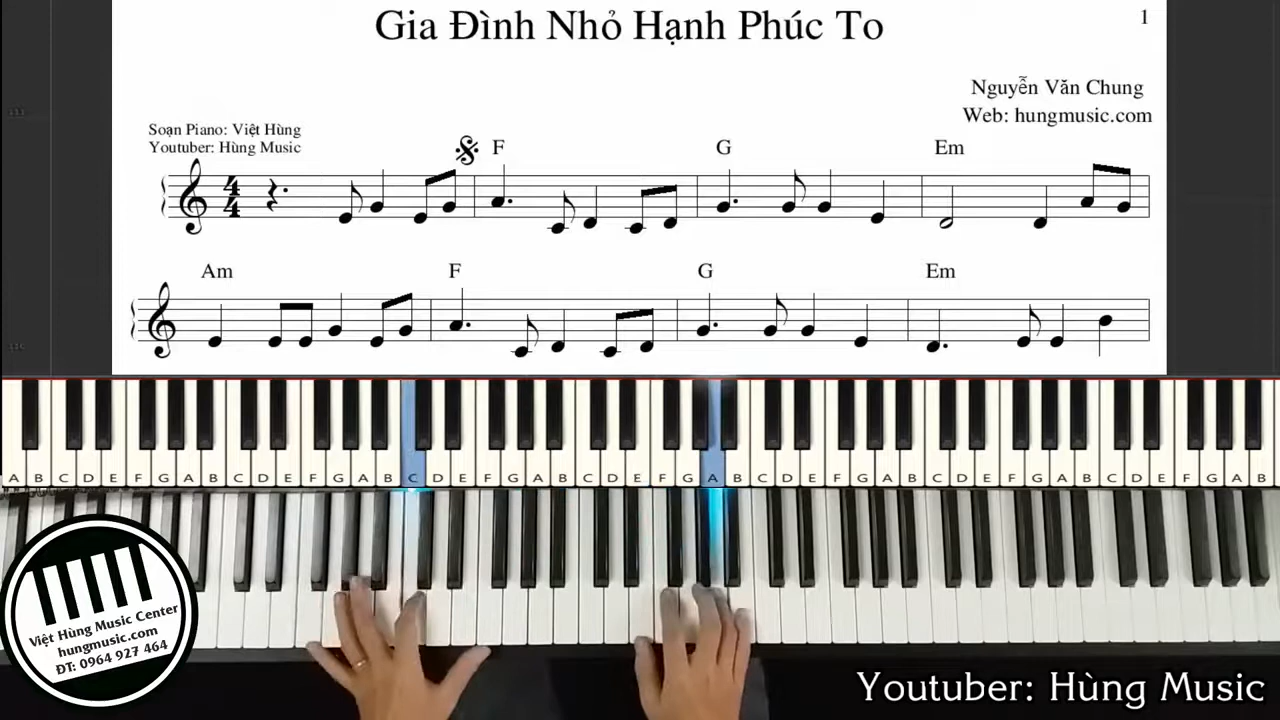 Gia Đình Nhỏ Hạnh Phúc To
1
Nguyễn Văn Chung
Web: hungmusic.com
Soạn Piano: Việt Hùng
Youtuber: Hùng Music
4
4
F
G
Em
Am
F
G
Em
A B C D E F G A B C D E F G A B C D E F G A B C D E F G A B C D E F G A B C D E F G A B C D E F G A B
Việt Hùng Music Center
hungmusic.com
ĐT: 0964 927 464
Youtuber: Hùng Music